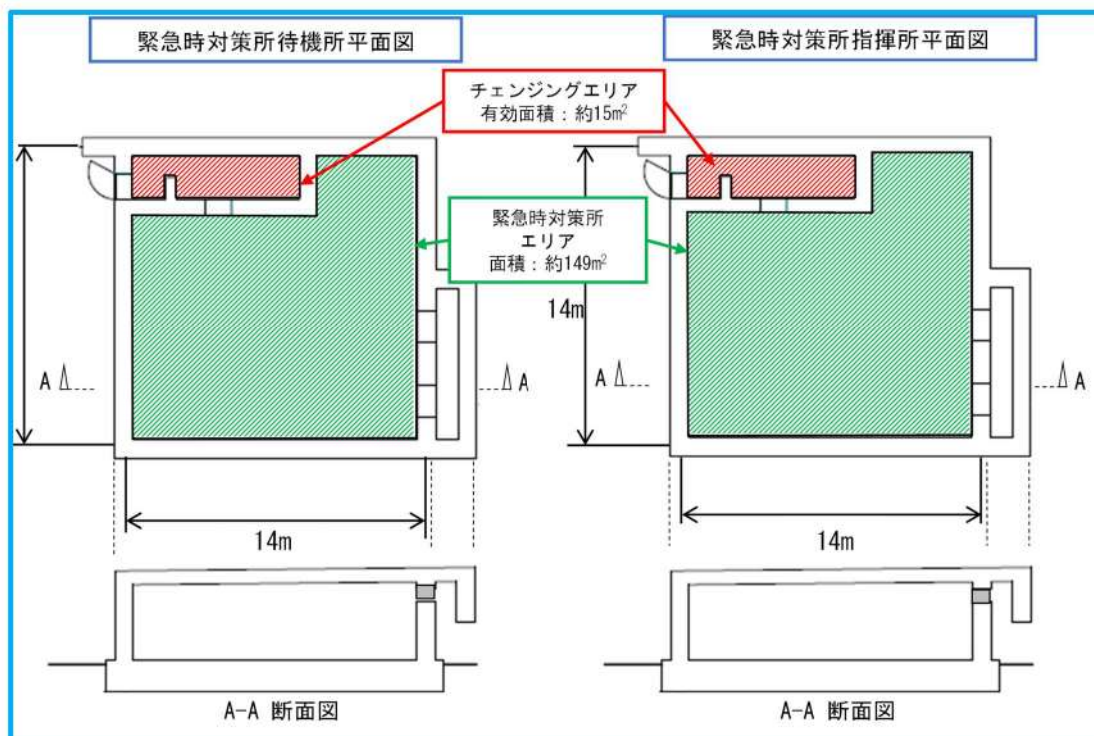 緊急時対策所待機所平面図
緊急時対策所指揮所平面図
チェンジングエリア
有効面積：約15m²
緊急時対策所
エリア
面積：約149m²
14m
A
A
A
A
14m
14m
A-A 断面図
A-A 断面図